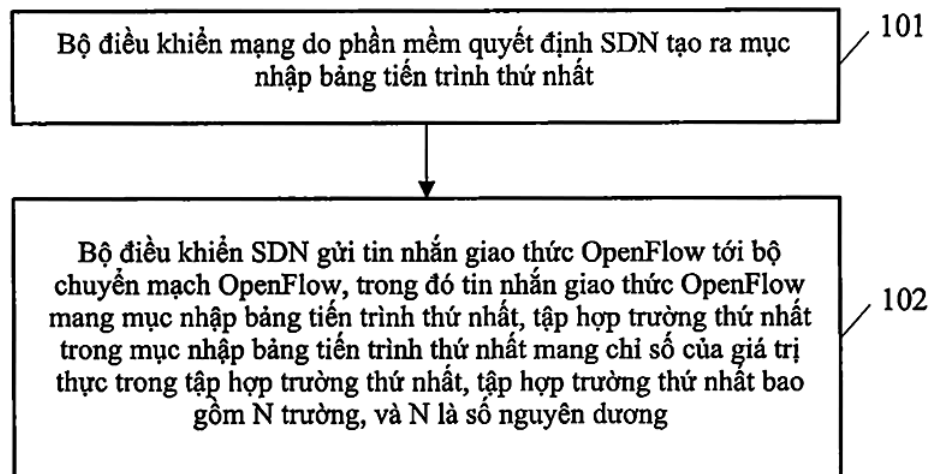 Bộ điều khiển mạng do phần mềm quyết định SDN tạo ra mục
nhập bảng tiến trình thứ nhất
101
Bộ điều khiển SDN gửi tin nhắn giao thức OpenFlow tới bộ
chuyển mạch OpenFlow, trong đó tin nhắn giao thức OpenFlow
mang mục nhập bảng tiến trình thứ nhất, tập hợp trường thứ nhất
trong mục nhập bảng tiến trình thứ nhất mang chỉ số của giá trị
thực trong tập hợp trường thứ nhất, tập hợp trường thứ nhất bao
gồm N trường, và N là số nguyên dương
102